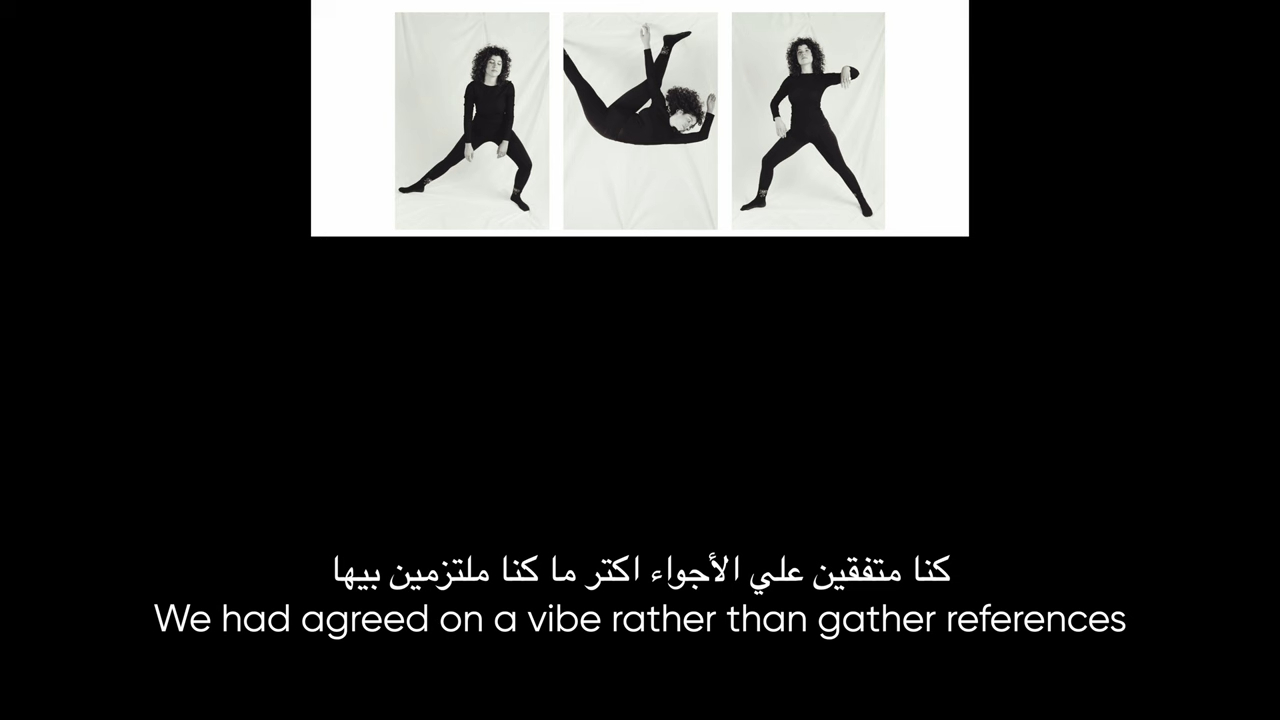 كنا متفقين علي الأجواء اكتر ما كنا ملتزمين بيها
We had agreed on a vibe rather than gather references